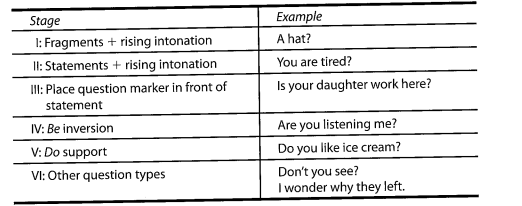 Stage Example
I: Fragments + rising intonation A hat?
II: Statements + rising intonation You are tired?
III: Place question marker in front of Is your daughter work here?
statement
IV: Be inversion Are you listening me?
V: Do support Do you like ice cream?
VI: Other question types Don't you see?
I wonder why they left.